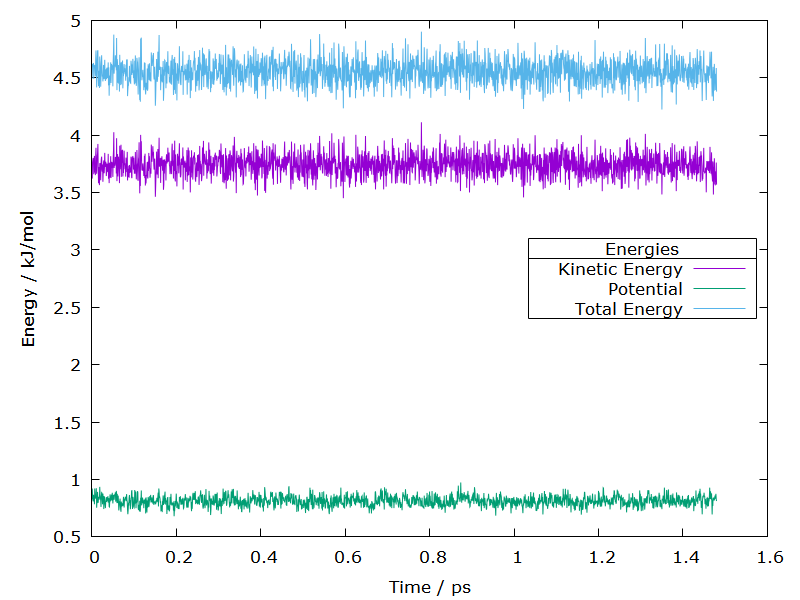 5
4.5
4
3.5
3
2.5
2
1.5
1
0.5
Energy / kJ/mol
Energies
Kinetic Energy
Potential
Total Energy
0 0.2 0.4 0.6 0.8 1 1.2 1.4 1.6
Time / ps